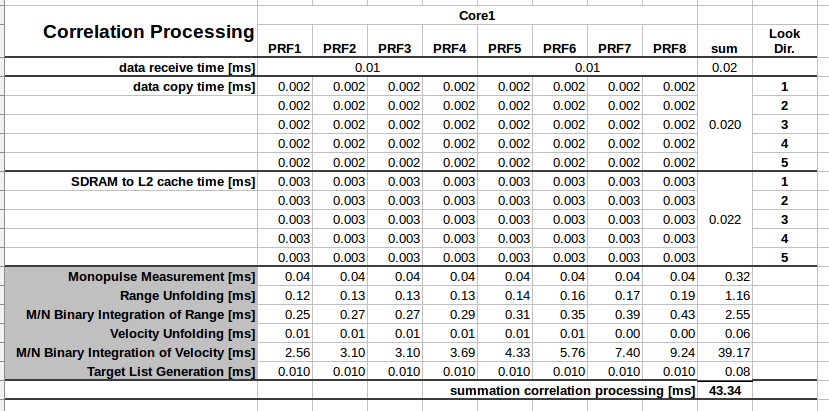 Core1
Correlation Processing PRF1 PRF2 PRF3 PRF4 PRF5 PRF6 PRF7 PRF8 sum Look Dir.
data receive time [ms] 0.01 0.01 0.02
data copy time [ms] 0.002 0.002 0.002 0.002 0.002 0.002 0.002 0.002 1
0.002 0.002 0.002 0.002 0.002 0.002 0.002 0.002 2
0.002 0.002 0.002 0.002 0.002 0.002 0.002 0.002 0.020 3
0.002 0.002 0.002 0.002 0.002 0.002 0.002 0.002 4
0.002 0.002 0.002 0.002 0.002 0.002 0.002 0.002 5
SDRAM to L2 cache time [ms] 0.003 0.003 0.003 0.003 0.003 0.003 0.003 0.003 1
0.003 0.003 0.003 0.003 0.003 0.003 0.003 0.003 2
0.003 0.003 0.003 0.003 0.003 0.003 0.003 0.003 0.022 3
0.003 0.003 0.003 0.003 0.003 0.003 0.003 0.003 4
0.003 0.003 0.003 0.003 0.003 0.003 0.003 0.003 5
Monopulse Measurement [ms] 0.04 0.04 0.04 0.04 0.04 0.04 0.04 0.04 0.32
Range Unfolding [ms] 0.12 0.13 0.13 0.13 0.14 0.16 0.17 0.19 1.16
M/N Binary Integration of Range [ms] 0.25 0.27 0.27 0.29 0.31 0.35 0.39 0.43 2.55
Velocity Unfolding [ms] 0.01 0.01 0.01 0.01 0.01 0.01 0.00 0.00 0.06
M/N Binary Integration of Velocity [ms] 2.56 3.10 3.10 3.69 4.33 5.76 7.40 9.24 39.17
Target List Generation [ms] 0.010 0.010 0.010 0.010 0.010 0.010 0.010 0.010 0.08
summation correlation processing [ms] 43.34